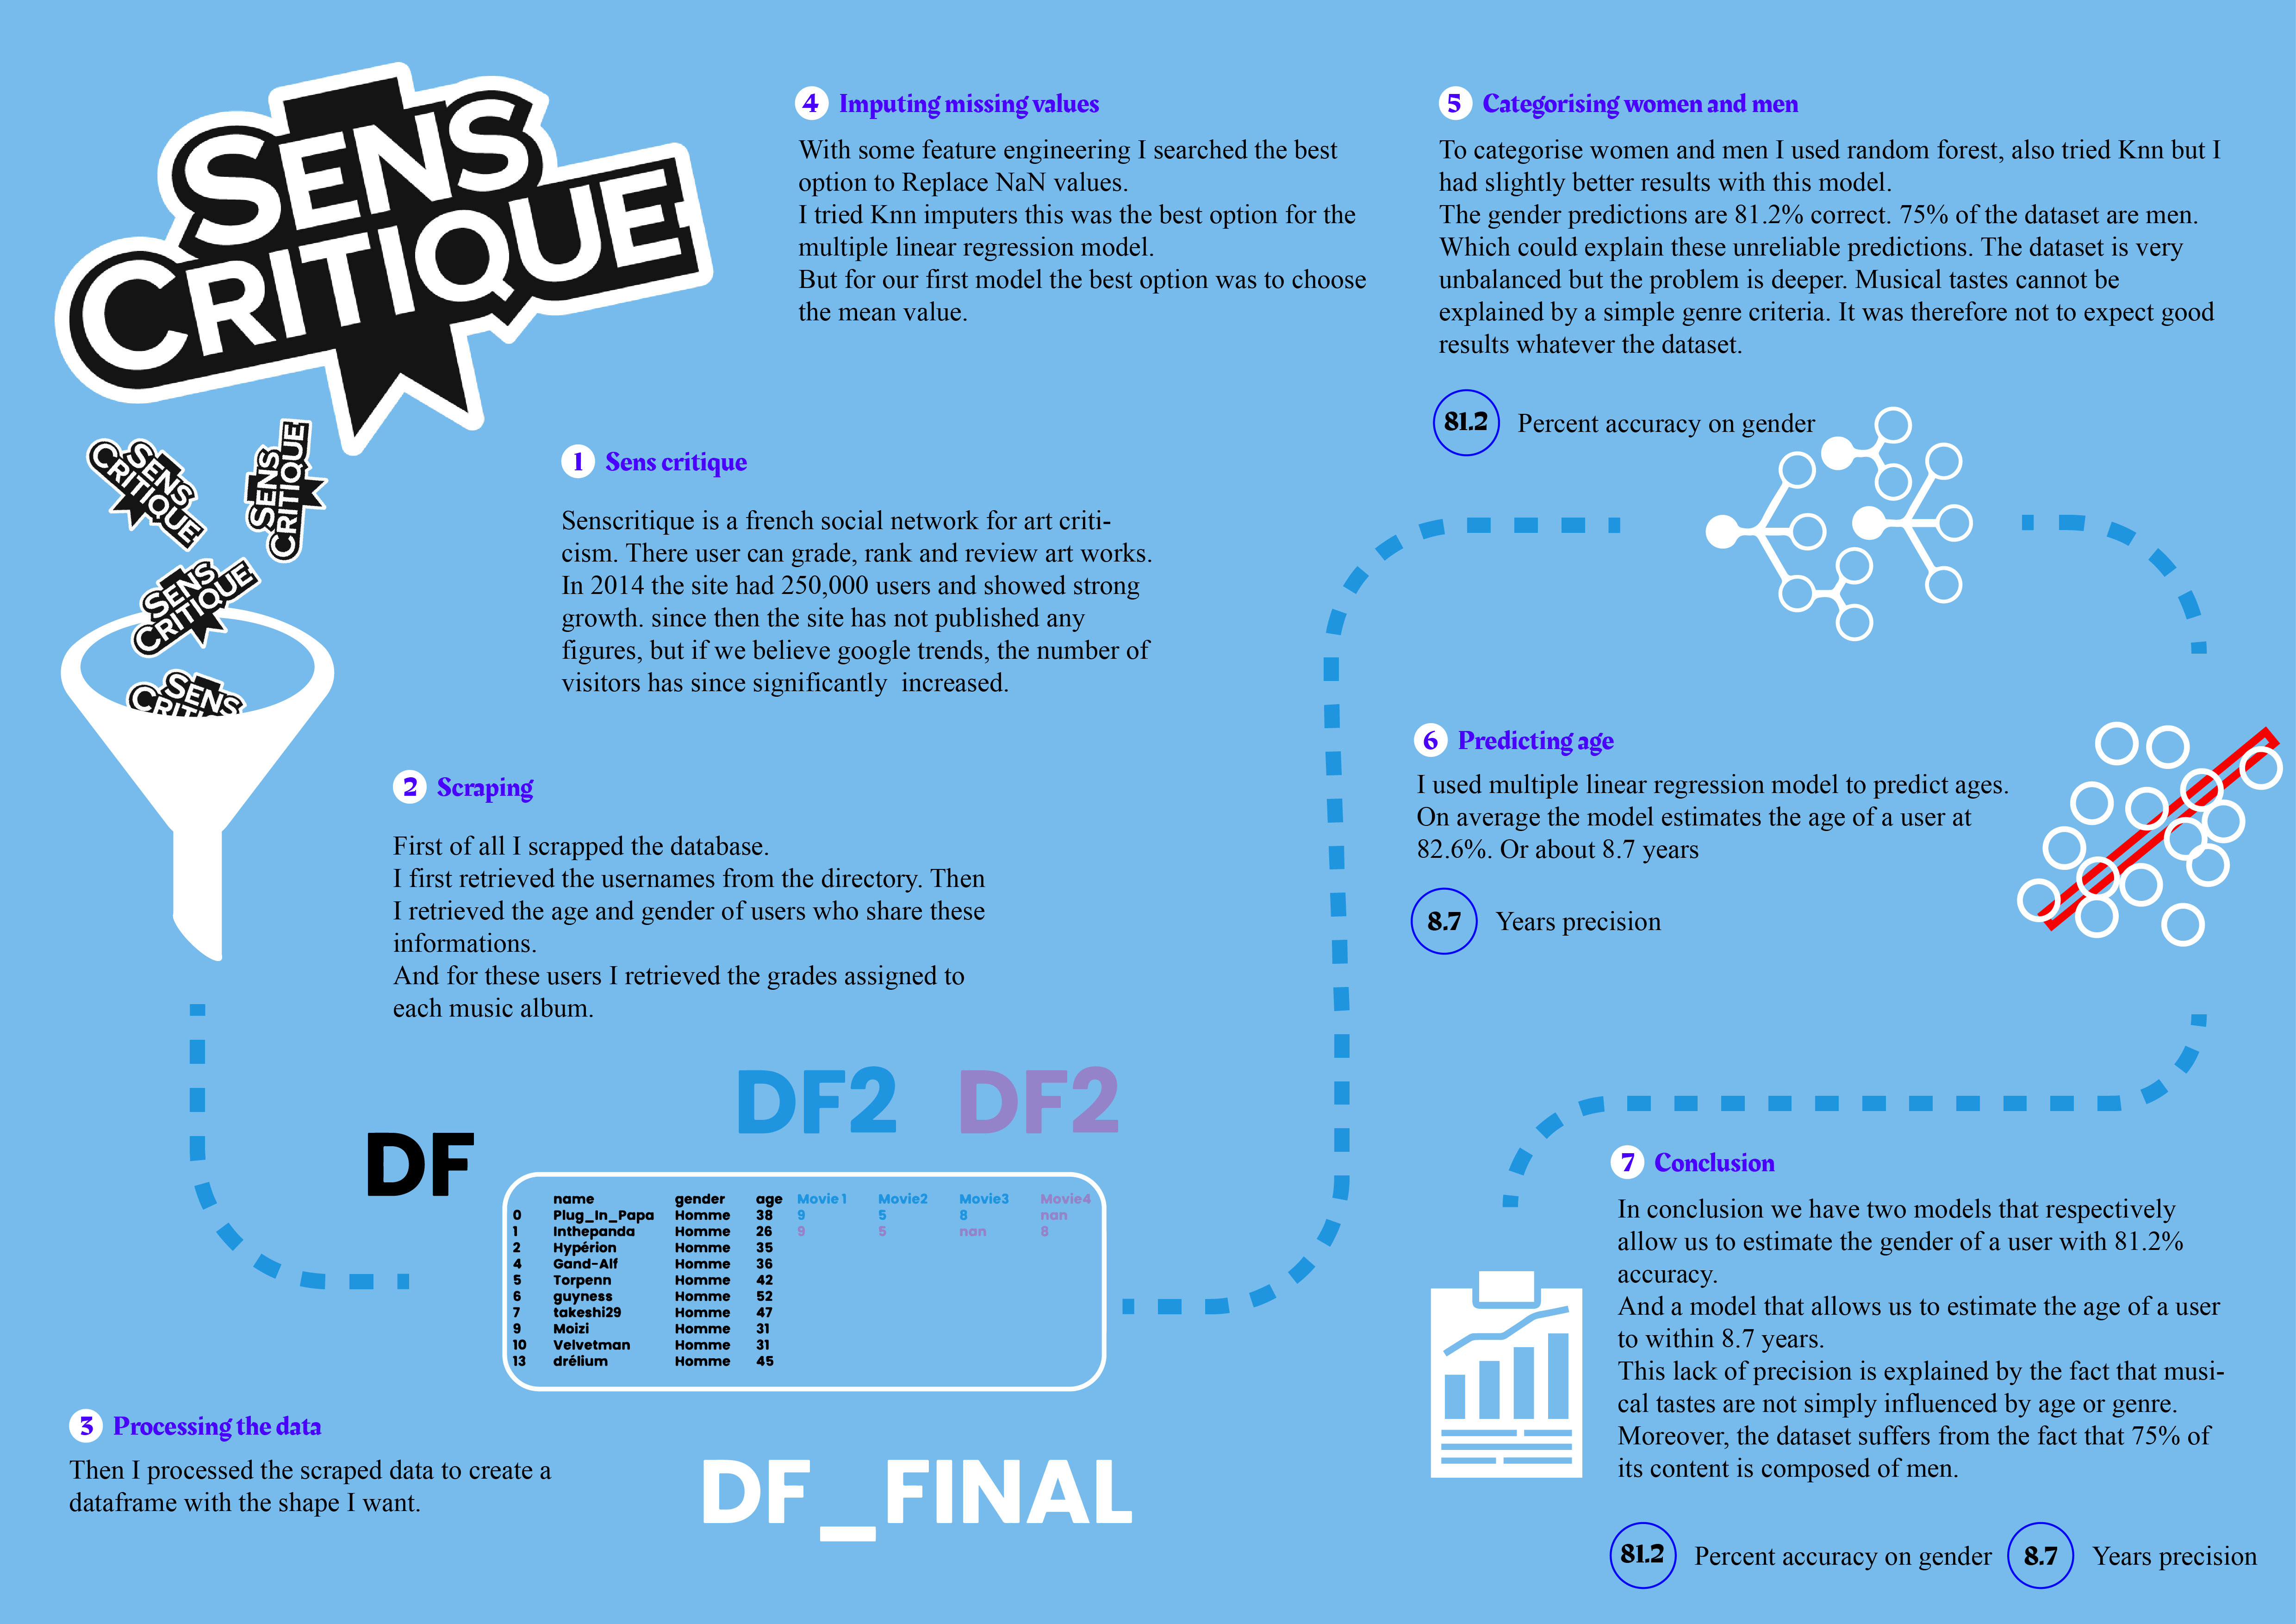 SENS
CRITIQUE
SENS
CRITIQUE
SENS
CRITIQUE
SENS
CRITIQUE
SENS
1 Sens critique
Senscritique is a french social network for art criti-
cism. There user can grade, rank and review art works.
In 2014 the site had 250,000 users and showed strong
growth. since then the site has not published any
figures, but if we believe google trends, the number of
visitors has since significantly increased.
2 Scraping
First of all I scrapped the database.
I first retrieved the usernames from the directory. Then
I retrieved the age and gender of users who share these
informations.
And for these users I retrieved the grades assigned to
each music album.
DF
DF2 DF2
name gender age Movie 1 Movie2 Movie3 Movie4
0 Plug_In_Papa Homme 38 9 5 8 nan
1 Inthepanda Homme 26 9 5 nan 8
2 Hypérion Homme 35
4 Gand-Alf Homme 36
5 Torpenn Homme 42
6 guyness Homme 52
7 takeshi29 Homme 47
9 Moizi Homme 31
10 Velvetman Homme 31
13 drélium Homme 45
3 Processing the data
Then I processed the scraped data to create a
dataframe with the shape I want.
DF_FINAL
4 Imputing missing values
With some feature engineering I searched the best
option to Replace NaN values.
I tried Knn imputers this was the best option for the
multiple linear regression model.
But for our first model the best option was to choose
the mean value.
5 Categorising women and men
To categorise women and men I used random forest, also tried Knn but I
had slightly better results with this model.
The gender predictions are 81.2% correct. 75% of the dataset are men.
Which could explain these unreliable predictions. The dataset is very
unbalanced but the problem is deeper. Musical tastes cannot be
explained by a simple genre criteria. It was therefore not to expect good
results whatever the dataset.
81.2 Percent accuracy on gender
6 Predicting age
I used multiple linear regression model to predict ages.
On average the model estimates the age of a user at
82.6%. Or about 8.7 years
8.7 Years precision
7 Conclusion
In conclusion we have two models that respectively
allow us to estimate the gender of a user with 81.2%
accuracy.
And a model that allows us to estimate the age of a user
to within 8.7 years.
This lack of precision is explained by the fact that musi-
cal tastes are not simply influenced by age or genre.
Moreover, the dataset suffers from the fact that 75% of
its content is composed of men.
81.2 Percent accuracy on gender 8.7 Years precision